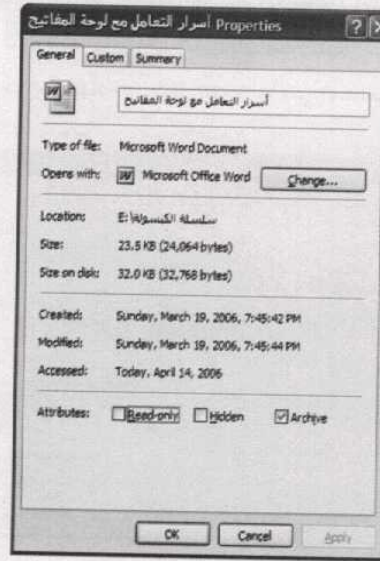 أسرار التعامل مع لوحة المفاتيح Properties
General Custom Summery
أسرار التعامل مع لوحة المفاتيح
Type of file: Microsoft Word Document
Opens with: Microsoft Office Word Change...
Location: E:\سلسلة الكبسولة
Size: 23.5 KB (24,064 bytes)
Size on disk: 32.0 KB (32,768 bytes)
Created: Sunday, March 19, 2006, 7:45:42 PM
Modified: Sunday, March 19, 2006, 7:45:44 PM
Accessed: Today, April 14, 2006
Attributes: Read-only Hidden Archive
OK Cancel Apply